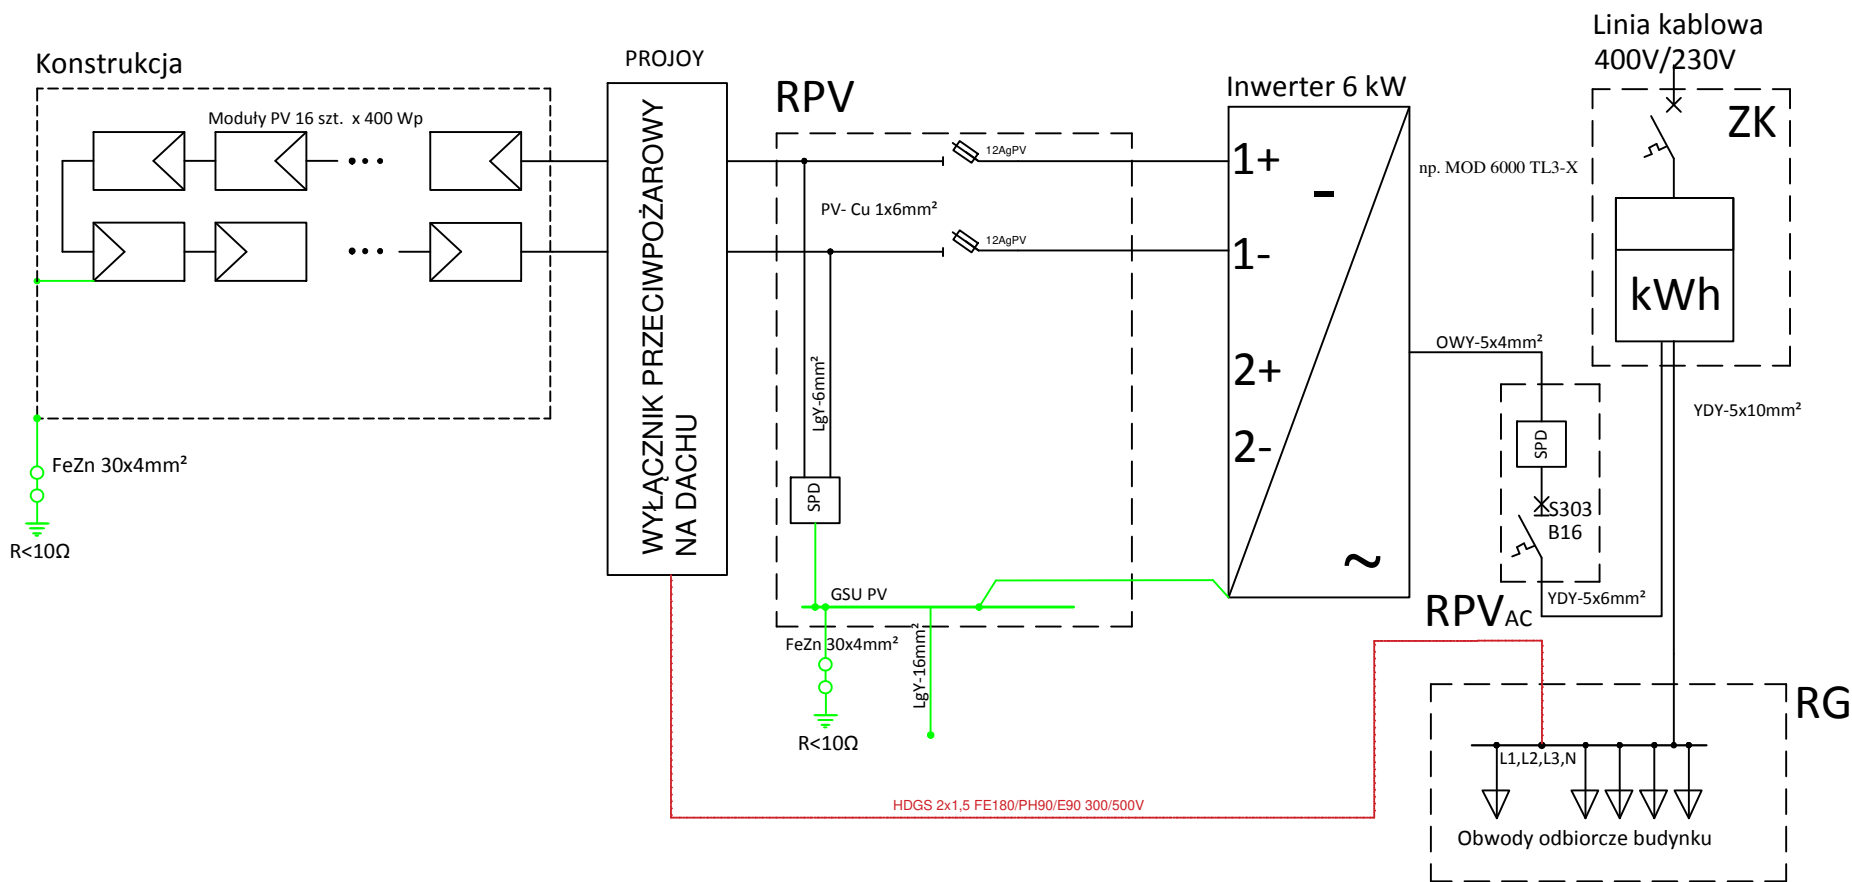 Linia kablowa
400V/230V
Konstrukcja
PROJOY
RPV
Inwerter 6 kW
ZK
Moduły PV 16 szt.  x 400 Wp
WYŁĄCZNIK PRZECIWPOŻAROWY
NA DACHU
12AgPV
1+
-
np. MOD 6000 TL3-X
PV- Cu 1x6mm²
12AgPV
1-
kWh
OWY-5x4mm²
2+
LgY-6mm²
YDY-5x10mm²
2-
SPD
FeZn 30x4mm²
SPD
S303
B16
R<10Ω
~
GSU PV
YDY-5x6mm²
RPVAC
FeZn 30x4mm²
LgY-16mm²
RG
R<10Ω
L1,L2,L3,N
HDGS 2x1,5 FE180/PH90/E90 300/500V
Obwody odbiorcze budynku